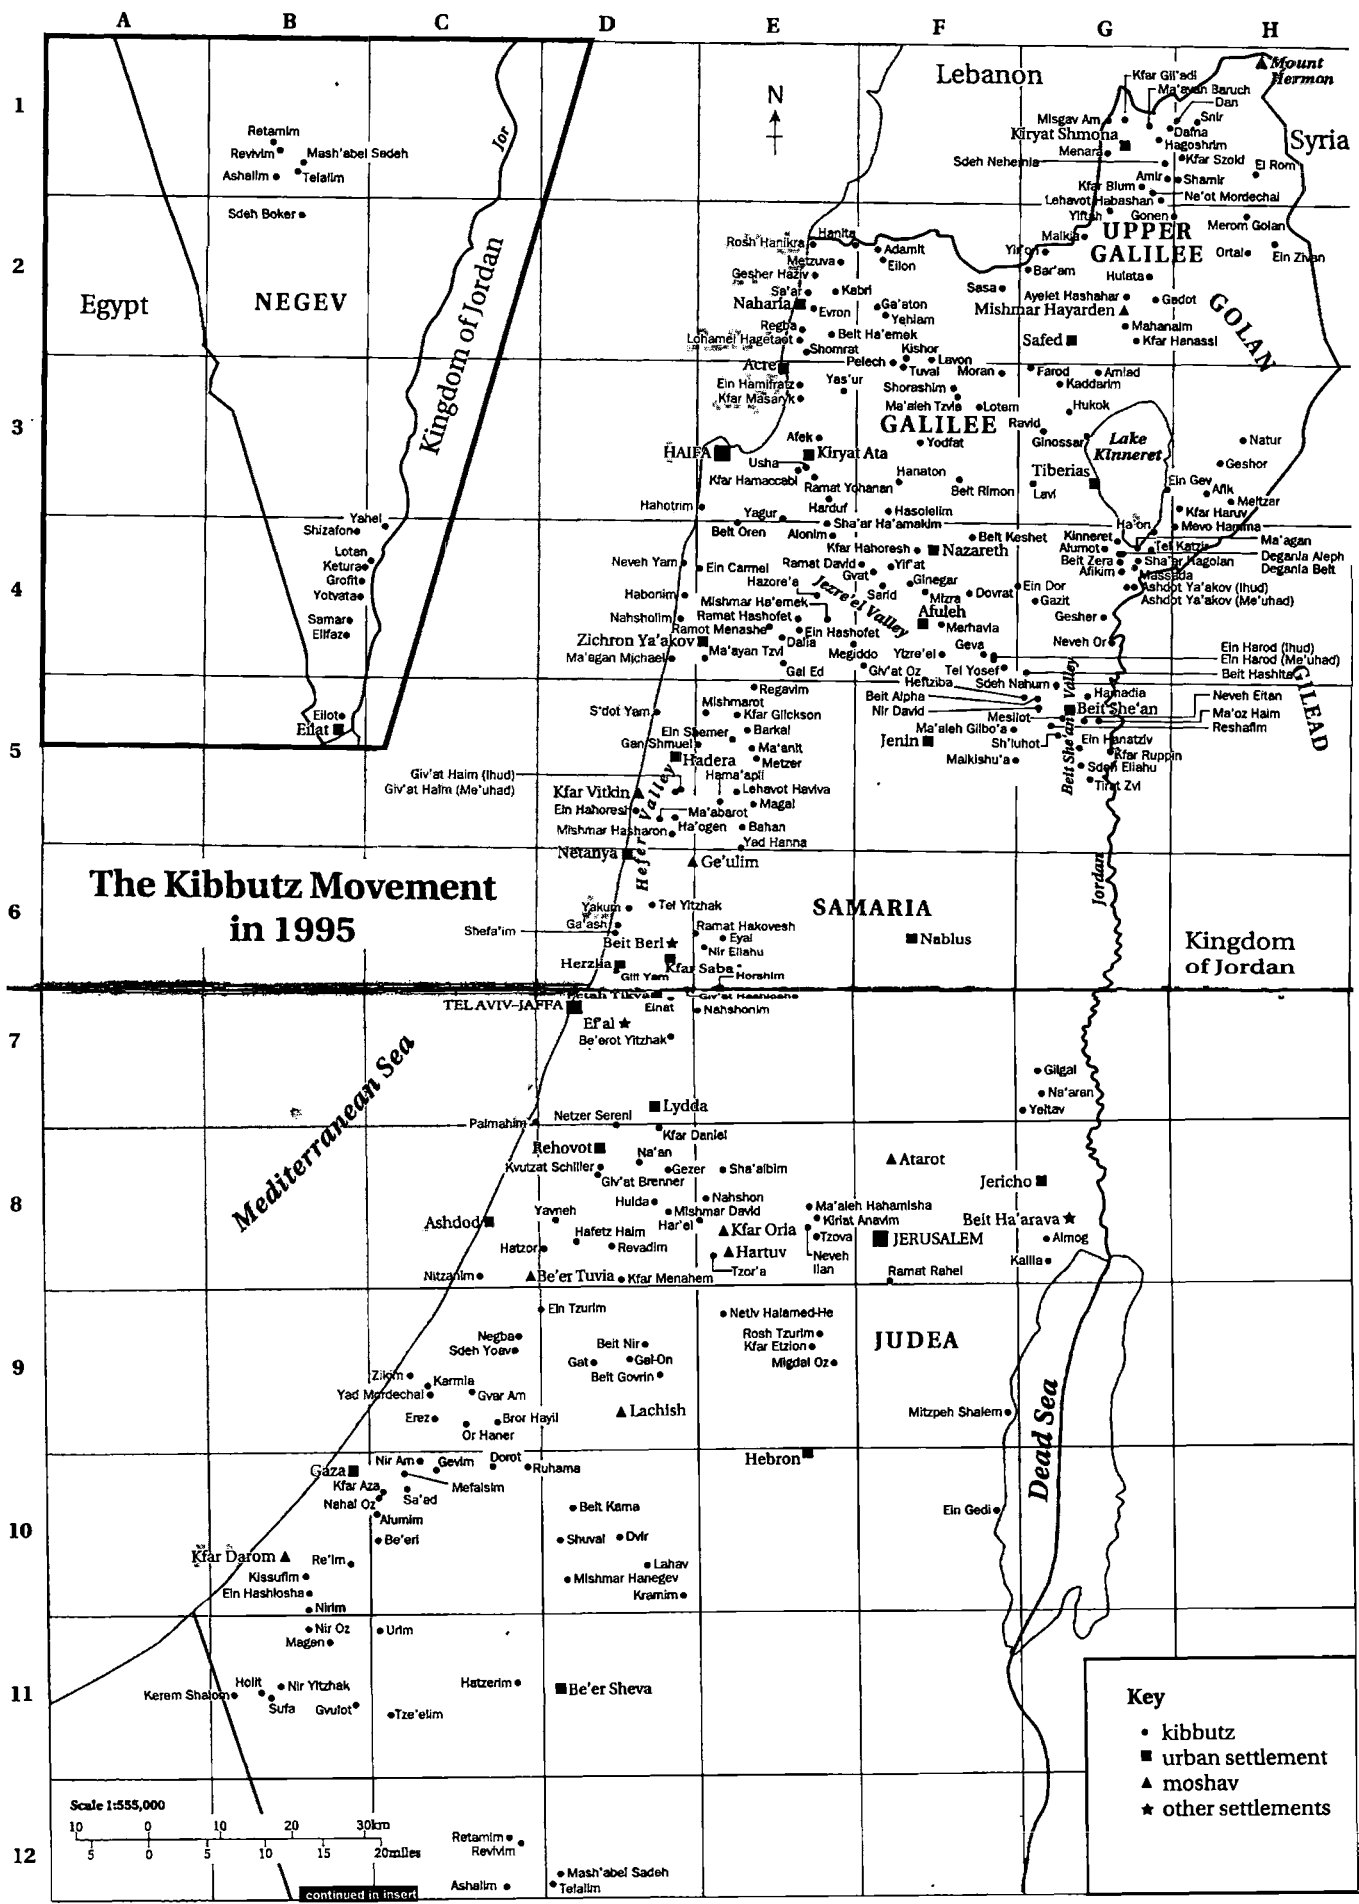 A B C D E F G H
1
2
3
4
5
6
7
8
9
10
11
12
Retamim
Revivim
Mash'abel Sadeh
Ashalim
Telalim
Sdeh Boker
Jor
Egypt
NEGEV
Kingdom of Jordan
Yahel
Shizafon
Lotan
Ketura
Grofit
Yotvata
Samar
Elifaz
Eilot
Eilat
The Kibbutz Movement
in 1995
N
Lebanon
Kfar Gil'adi
Ma'ayan Baruch
Dan
Mount
Hermon
Misgav Am
Snir
Dafna
Kiryat Shmona
Hagoshrim
Syria
Menara
Kfar Szold
Sdeh Nehemia
El Rom
Amir
Shamir
Kfar Blum
Ne'ot Mordechai
Lehavot Habashan
Yiftah
Gonen
Merom Golan
Malkia
UPPER
GALILEE
Yir'on
Ortal
Ein Zivan
Bar'am
Hulata
Sasa
Ayelet Hashahar
Gadot
Mishmar Hayarden
GOLAN
Mahanaim
Safed
Kfar Hanassi
Rosh Hanikra
Hanita
Adamit
Metzuva
Eilon
Gesher Haziv
Sa'ar
Kabri
Naharia
Evron
Ga'aton
Yehiam
Regba
Lohamei Hagetaot
Beit Ha'emek
Shomrat
Kishor
Pelech
Lavon
Acre
Tuval
Moran
Farod
Amiad
Ein Hamifratz
Yas'ur
Shorashim
Kaddarim
Kfar Masaryk
Ma'aleh Tzvia
Lotem
Hukok
GALILEE
Ravid
Afek
Yodfat
Ginossar
Lake
Kinneret
Natur
HAIFA
Kiryat Ata
Usha
Geshor
Kfar Hamaccabi
Hanaton
Tiberias
Ein Gev
Afik
Ramat Yohanan
Beit Rimon
Lavi
Meitzar
Hahotrim
Harduf
Hasolelim
Kfar Haruv
Yagur
Sha'ar Ha'amakim
Ha'on
Mevo Hamma
Beit Oren
Alonim
Beit Keshet
Kinneret
Ma'agan
Kfar Hahoresh
Nazareth
Alumot
Tel Katzir
Degania Aleph
Neveh Yam
Ein Carmel
Ramat David
Yif'at
Beit Zera
Sha'ar Hagolan
Degania Beit
Afikim
Massada
Hazore'a
Gvat
Ginegar
Ein Dor
Ashdot Ya'akov (Ihud)
Habonim
Jezre'el Valley
Sarid
Mizra
Dovrat
Gazit
Ashdot Ya'akov (Me'uhad)
Mishmar Ha'emek
Nahsholim
Ramat Hashofet
Afuleh
Gesher
Ramot Menashe
Ein Hashofet
Merhavia
Zichron Ya'akov
Dalia
Neveh Or
Ma'ayan Tzvi
Megiddo
Yizre'el
Geva
Ein Harod (Ihud)
Ma'agan Michael
Ein Harod (Me'uhad)
Gal Ed
Giv'at Oz
Tel Yosef
Beit Hashita
Regavim
Heftziba
Sdeh Nahum
Beit Alpha
Hamadia
Neveh Eitan
GILEAD
Mishmarot
S'dot Yam
Kfar Glickson
Nir David
Mesilot
Beit She'an
Ma'oz Haim
Beit She'an Valley
Ein Shemer
Barkai
Ma'aleh Gilbo'a
Reshafim
Gan Shmuel
Ma'anit
Jenin
Sh'luhot
Ein Hanatziv
Hadera
Metzer
Malkishu'a
Kfar Ruppin
Giv'at Haim (Ihud)
Hama'apil
Sdeh Eliahu
Giv'at Haim (Me'uhad)
Kfar Vitkin
Lehavot Haviva
Tirat Zvi
Ein Hahoresh
Hefer Valley
Ma'abarot
Magal
Mishmar Hasharon
Ha'ogen
Bahan
Yad Hanna
Netanya
Ge'ulim
Jordan
Yakum
Tel Yitzhak
SAMARIA
Ga'ash
Shefa'im
Ramat Hakovesh
Beit Berl
Eyal
Nablus
Nir Eliahu
Kingdom
of Jordan
Herzlia
Kfar Saba
Glil Yam
Horshim
Petah Tikva
Giv'at Hashlosha
TEL AVIV–JAFFA
Einat
Nahshonim
Ef'al
Be'erot Yitzhak
Mediterranean Sea
Gilgal
Na'aran
Yeitav
Lydda
Palmahim
Netzer Sereni
Kfar Daniel
Rehovot
Na'an
Atarot
Kvutzat Schiller
Gezer
Sha'albim
Giv'at Brenner
Jericho
Hulda
Nahshon
Ma'aleh Hahamisha
Yavneh
Mishmar David
Kiriat Anavim
Beit Ha'arava
Ashdod
Har'el
Hafetz Haim
Kfar Oria
Tzova
JERUSALEM
Almog
Hatzor
Revadim
Hartuv
Neveh
Ilan
Kallia
Nitzanim
Be'er Tuvia
Kfar Menahem
Tzor'a
Ramat Rahel
Ein Tzurim
Netiv Halamed-He
Negba
Rosh Tzurim
JUDEA
Sdeh Yoav
Beit Nir
Kfar Etzion
Gat
Gal-On
Migdal Oz
Zikim
Karmia
Beit Govrin
Yad Mordechai
Gvar Am
Erez
Bror Hayil
Lachish
Mitzpeh Shalem
Or Haner
Dead Sea
Nir Am
Gevim
Dorot
Hebron
Gaza
Ruhama
Kfar Aza
Mefalsim
Nahal Oz
Sa'ad
Beit Kama
Ein Gedi
Alumim
Be'eri
Shuval
Dvir
Kfar Darom
Re'im
Lahav
Kissufim
Mishmar Hanegev
Ein Hashlosha
Kramim
Nirim
Nir Oz
Urim
Magen
Holit
Nir Yitzhak
Hatzerim
Be'er Sheva
Kerem Shalom
Sufa
Gvulot
Tze'elim
Key
kibbutz
urban settlement
moshav
other settlements
Scale 1:555,000
10 0 10 20 30km
5 0 5 10 15 20miles
Retamim
Revivim
Mash'abel Sadeh
Ashalim
Telalim
continued in insert